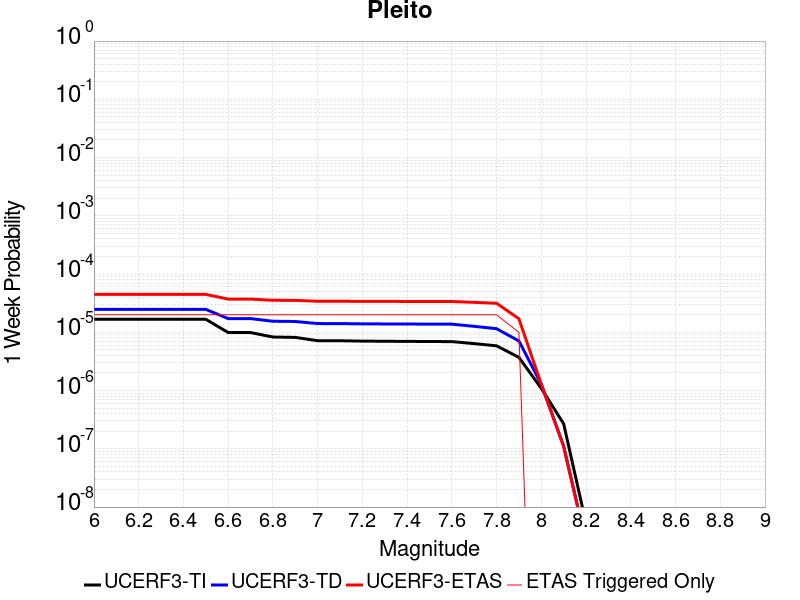 Pleito
10^0
10^-1
10^-2
10^-3
10^-4
10^-5
10^-6
10^-7
10^-8
1 Week Probability
6 6.2 6.4 6.6 6.8 7 7.2 7.4 7.6 7.8 8 8.2 8.4 8.6 8.8 9
Magnitude
UCERF3-TI UCERF3-TD UCERF3-ETAS ETAS Triggered Only